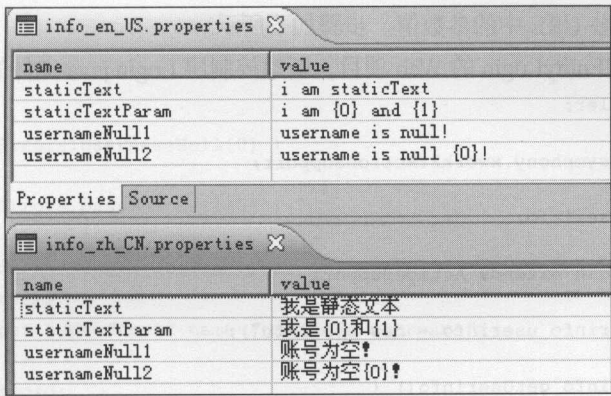 info_en_US.properties
name value
staticText i am staticText
staticTextParam i am {0} and {1}
usernameNull1 username is null!
usernameNull2 username is null {0}!
Properties Source
info_zh_CN.properties
name value
staticText 我是静态文本
staticTextParam 我是{0}和{1}
usernameNull1 账号为空!
usernameNull2 账号为空{0}!